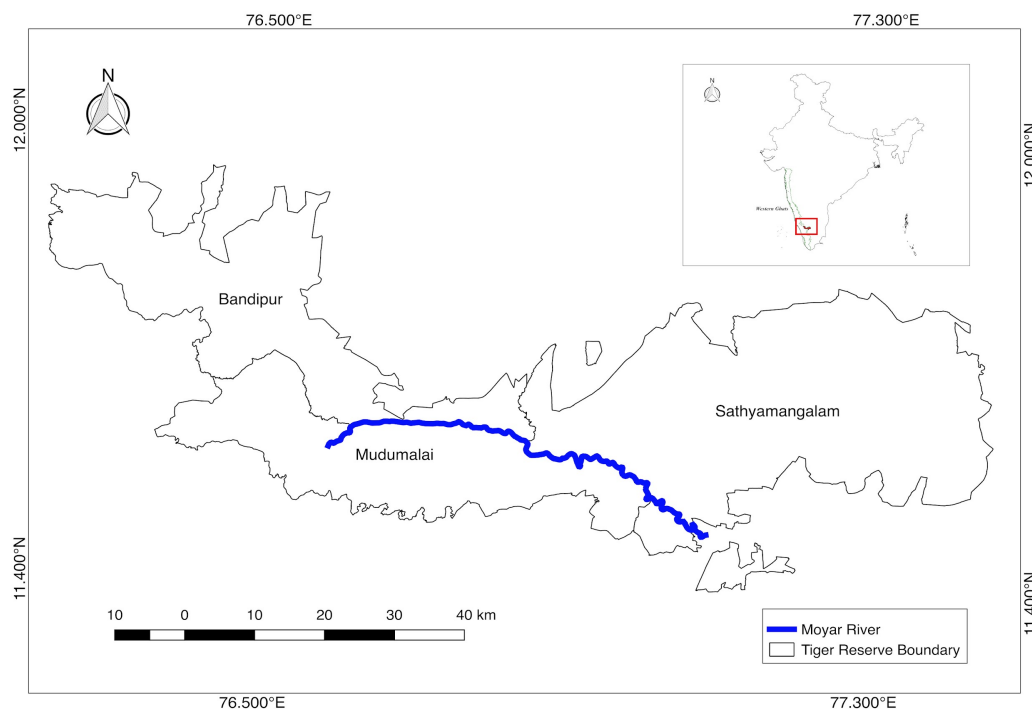 76.500°E 77.300°E
N
12.000°N
12.000°N
N
Western Ghats
Bandipur
Sathyamangalam
Mudumalai
11.400°N
11.400°N
10 0 10 20 30 40 km
Moyar River
Tiger Reserve Boundary
76.500°E 77.300°E